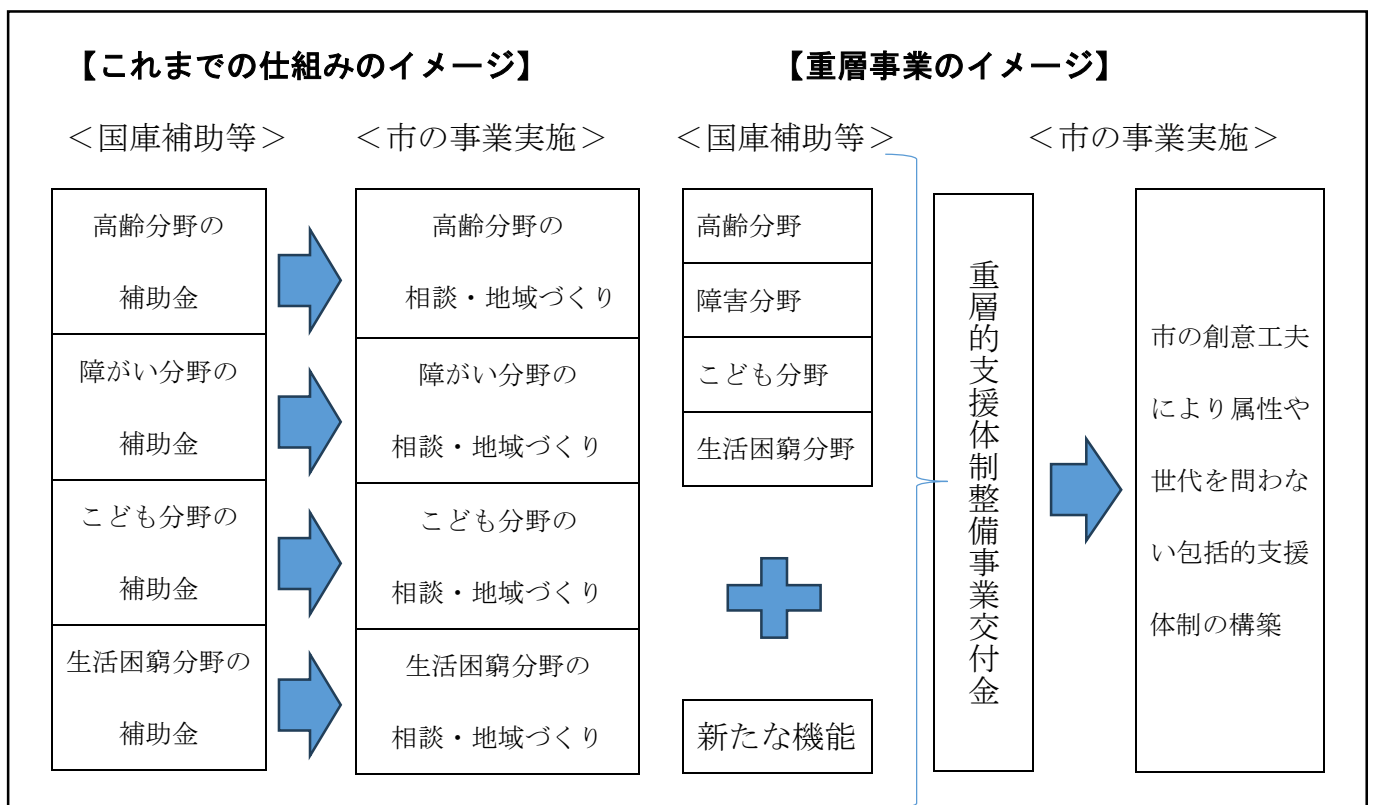 【これまでの仕組みのイメージ】
＜国庫補助等＞
＜市の事業実施＞
高齢分野の
補助金
障がい分野の
補助金
こども分野の
補助金
生活困窮分野の
補助金
高齢分野の
相談・地域づくり
障がい分野の
相談・地域づくり
こども分野の
相談・地域づくり
生活困窮分野の
相談・地域づくり
【重層事業のイメージ】
＜国庫補助等＞
＜市の事業実施＞
高齢分野
障害分野
こども分野
生活困窮分野
新たな機能
重層的支援体制整備事業交付金
市の創意工夫
により属性や
世代を問わな
い包括的支援
体制の構築